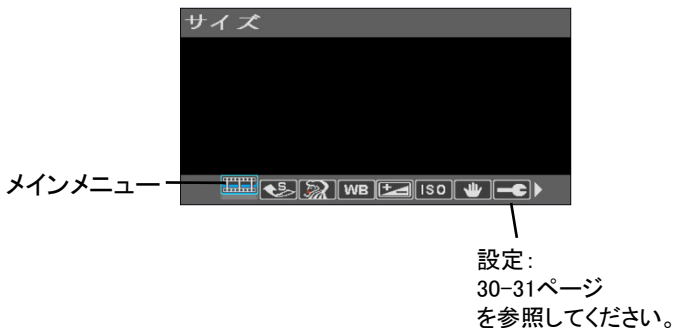 サイズ
メインメニュー
S WB + ISO
設定:
30-31ページ
を参照してください。